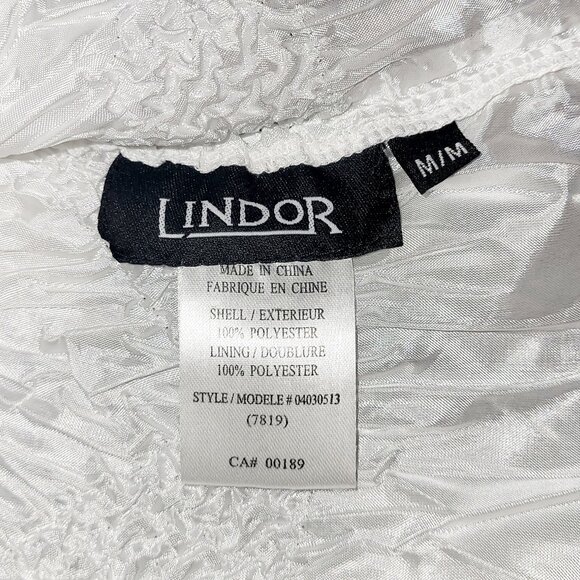 LINDOR
M/M
MADE IN CHINA
FABRIQUE EN CHINE
SHELL / EXTERIEUR
100% POLYESTER
LINING / DOUBLURE
100% POLYESTER
STYLE / MODELE # 04030513
(7819)
CA# 00189